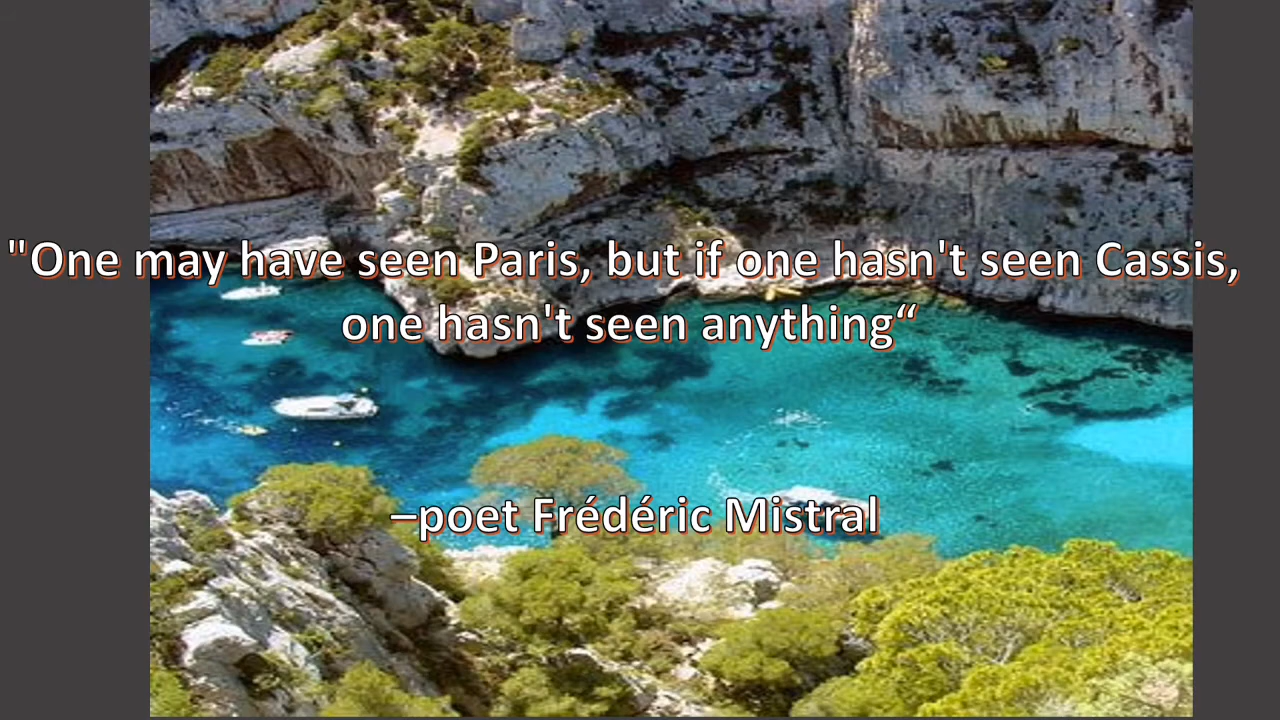 "One may have seen Paris, but if one hasn't seen Cassis,
one hasn't seen anything“
–poet Frédéric Mistral